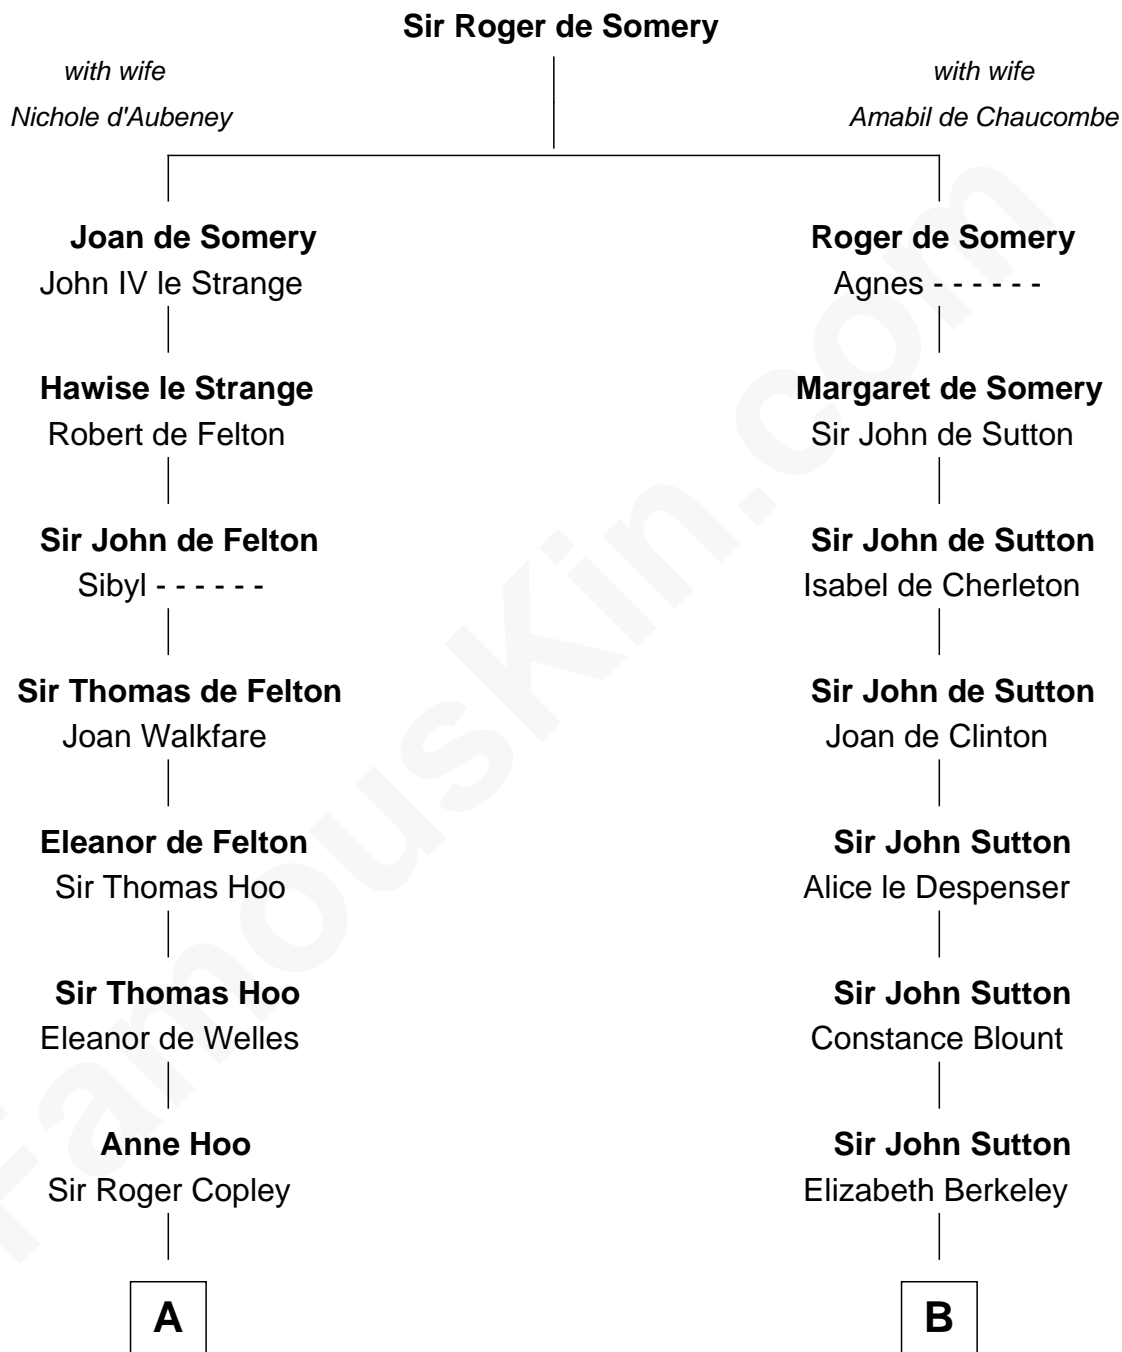 Sir Roger de Somery
with wife
Nichole d'Aubeney
with wife
Amabil de Chaucombe
Joan de Somery
John IV le Strange
Roger de Somery
Agnes - - - - - -
Hawise le Strange
Robert de Felton
Margaret de Somery
Sir John de Sutton
Sir John de Felton
Sibyl - - - - - -
Sir John de Sutton
Isabel de Cherleton
Sir Thomas de Felton
Joan Walkfare
Sir John de Sutton
Joan de Clinton
Eleanor de Felton
Sir Thomas Hoo
Sir John Sutton
Alice le Despenser
Sir Thomas Hoo
Eleanor de Welles
Sir John Sutton
Constance Blount
Anne Hoo
Sir Roger Copley
Sir John Sutton
Elizabeth Berkeley
A
B
FamousKin.com